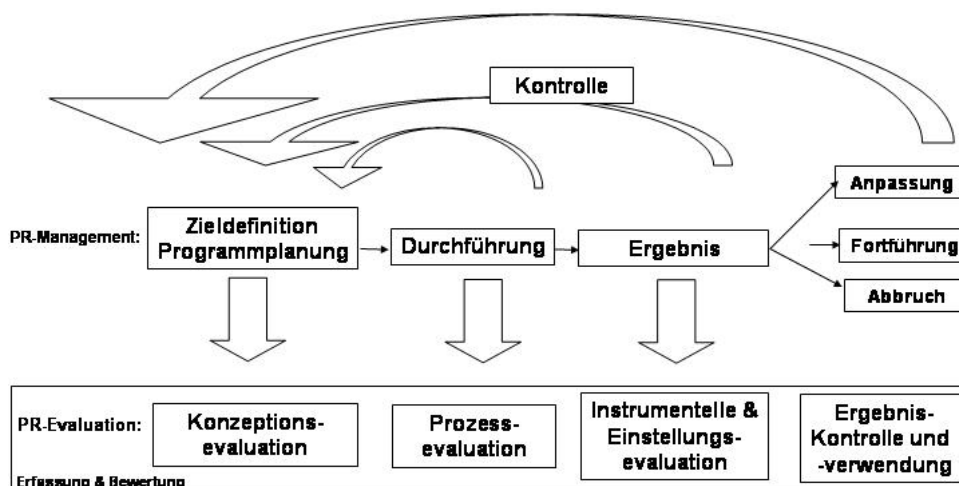 Kontrolle
Anpassung
PR-Management:
Zieldefinition
Programmplanung
Durchführung
Ergebnis
Fortführung
Abbruch
PR-Evaluation:
Konzeptions-
evaluation
Prozess-
evaluation
Instrumentelle &
Einstellungs-
evaluation
Ergebnis-
Kontrolle und
-verwendung
Erfassung & Bewertung